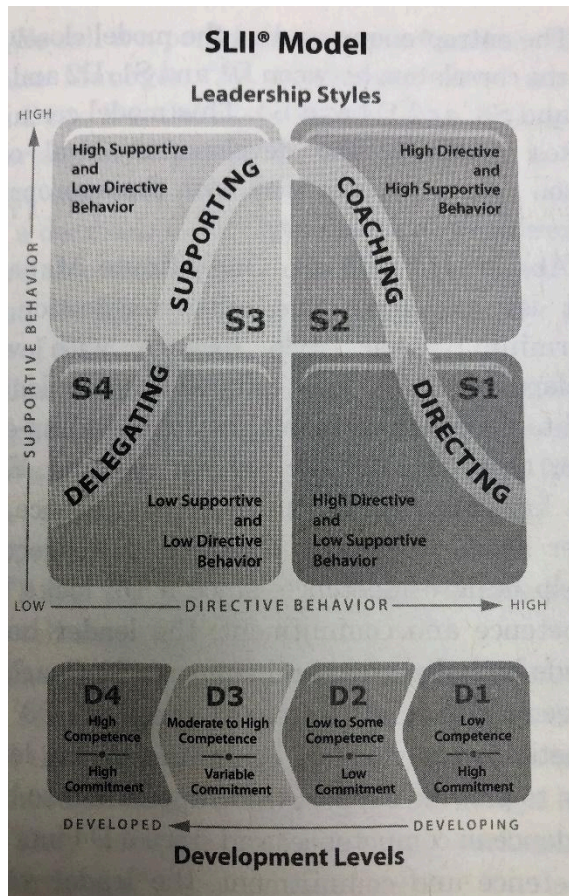 SLII® Model
Leadership Styles
HIGH
High Supportive
and
Low Directive
Behavior
High Directive
and
High Supportive
Behavior
SUPPORTING
COACHING
S3
S2
SUPPORTIVE BEHAVIOR
S4
S1
DELEGATING
DIRECTING
Low Supportive
and
Low Directive
Behavior
High Directive
and
Low Supportive
Behavior
LOW
DIRECTIVE BEHAVIOR
HIGH
D4
High
Competence
High
Commitment
D3
Moderate to High
Competence
Variable
Commitment
D2
Low to Some
Competence
Low
Commitment
D1
Low
Competence
High
Commitment
DEVELOPED
DEVELOPING
Development Levels